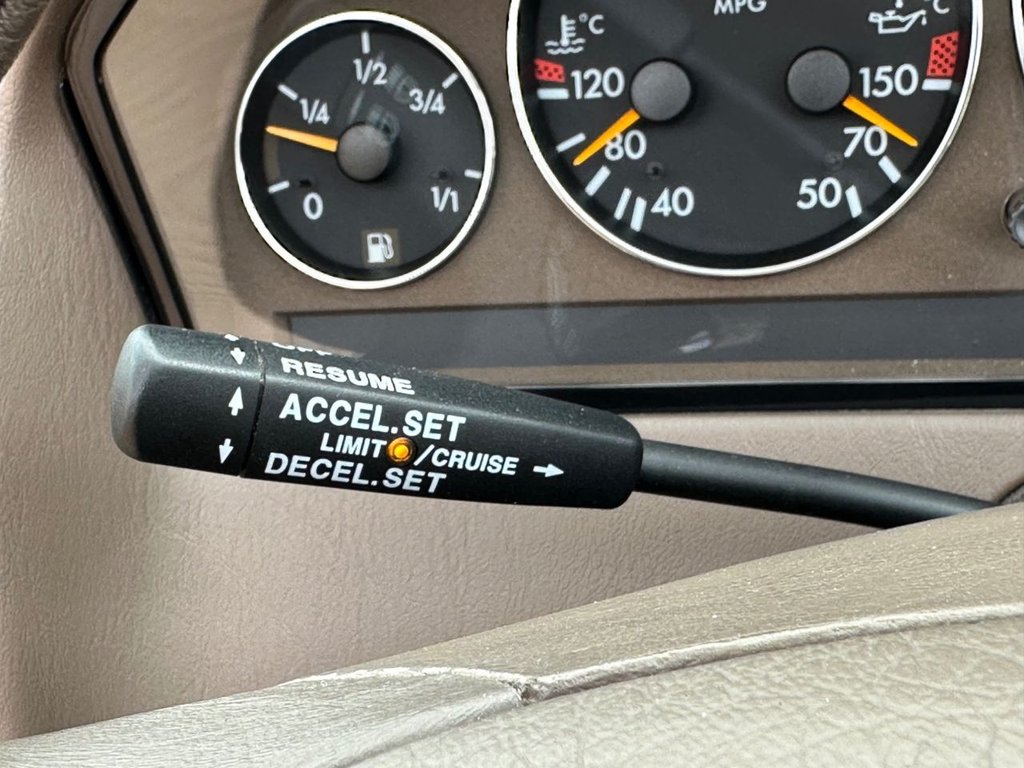 MPG
1/2
3/4
1/4
0
1/1
°C
120
80
40
°C
150
70
50
OFF
RESUME
ACCEL.SET
LIMIT /CRUISE
DECEL.SET